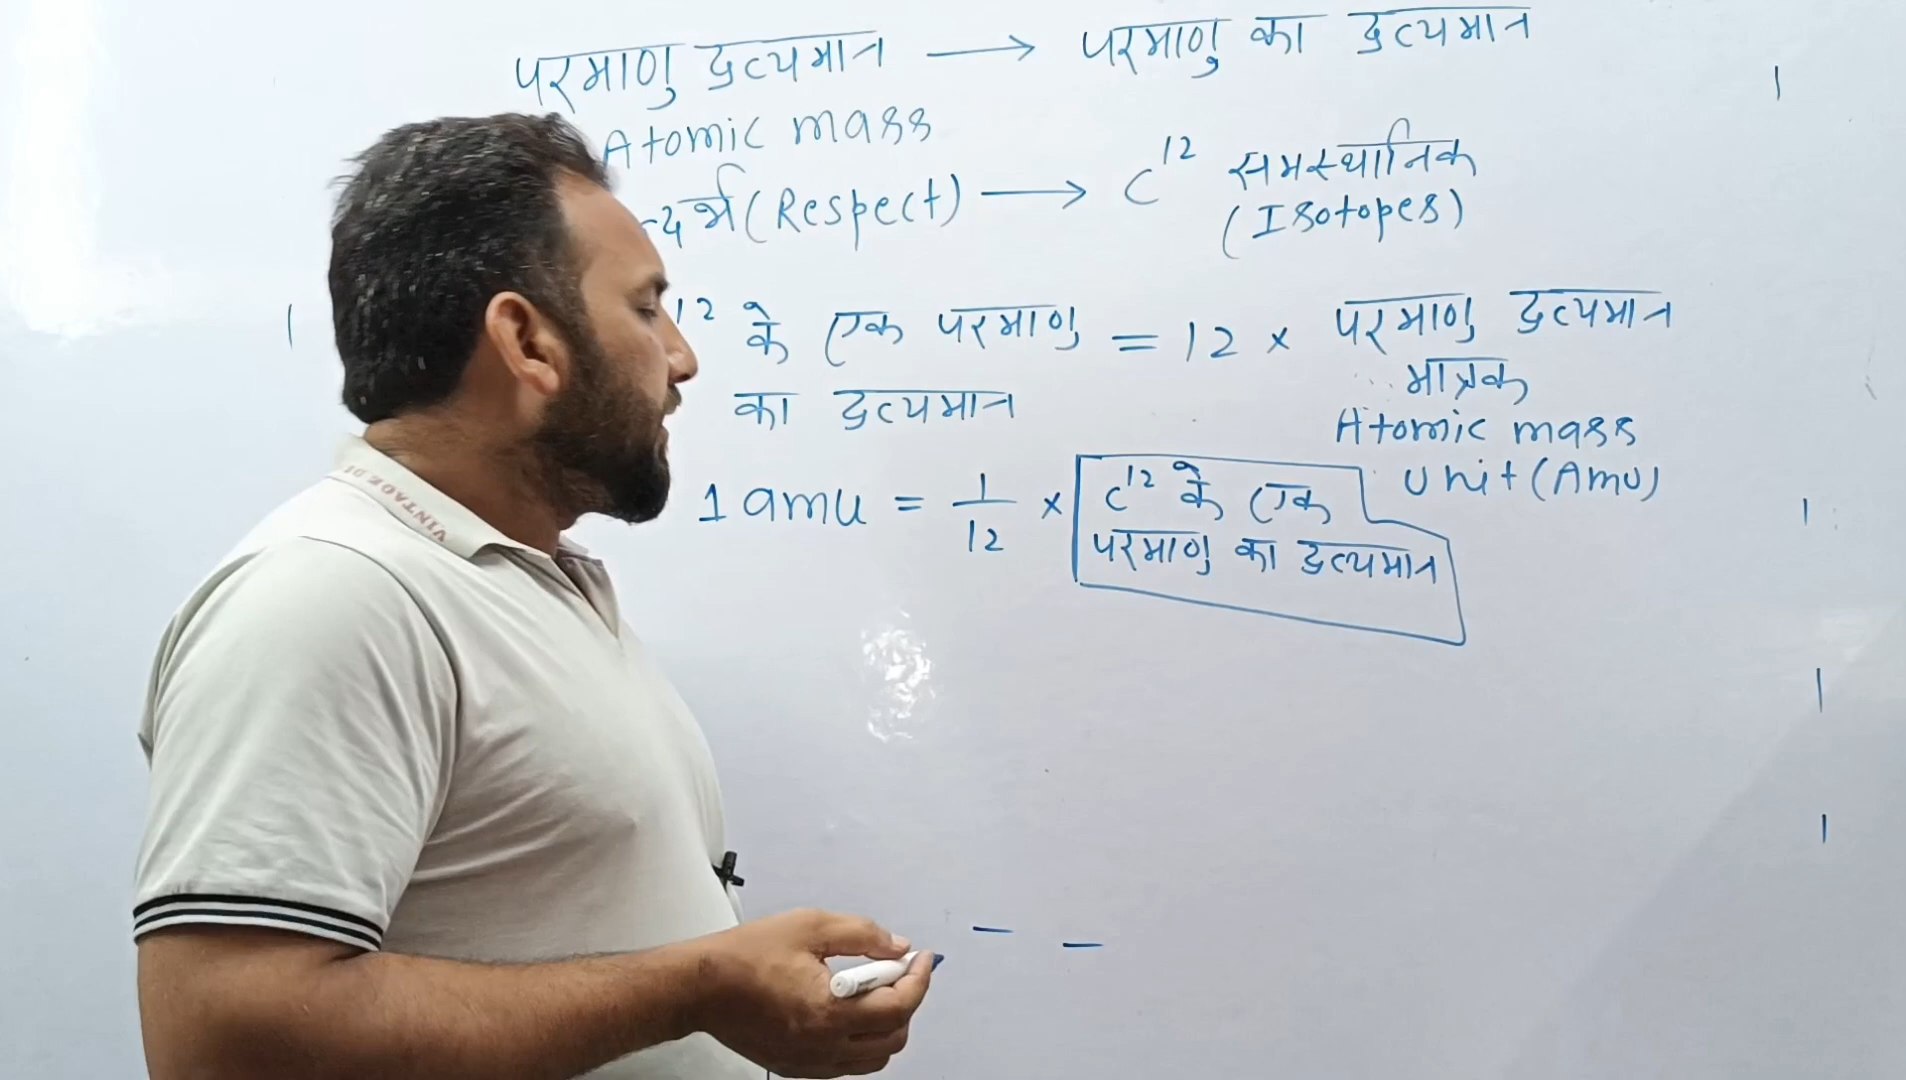 परमाणु द्रव्यमान → परमाणु का द्रव्यमान
Atomic mass
(Respect) → C¹² समस्थानिक
(Isotopes)
12 के एक परमाणु = 12 × परमाणु द्रव्यमान
का द्रव्यमान
मात्रक
Atomic mass
Unit (Amu)
1 amu = 1/12 × C¹² के एक
परमाणु का द्रव्यमान